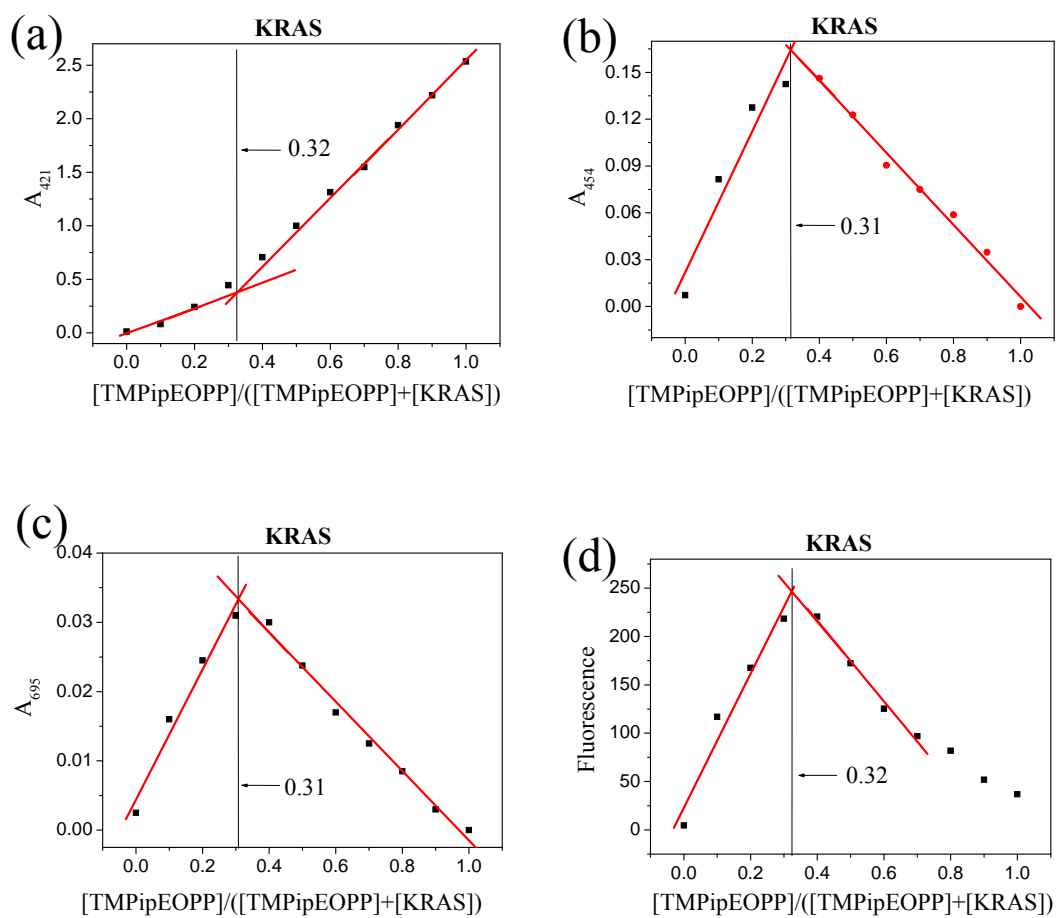 (a)
KRAS
2.5
2.0
1.5
1.0
0.5
0.0
A421
0.32
0.0 0.2 0.4 0.6 0.8 1.0
[TMPipEOPP]/([TMPipEOPP]+[KRAS])
(b)
KRAS
0.15
0.12
0.09
0.06
0.03
0.00
A454
0.31
0.0 0.2 0.4 0.6 0.8 1.0
[TMPipEOPP]/([TMPipEOPP]+[KRAS])
(c)
KRAS
0.04
0.03
0.02
0.01
0.00
A695
0.31
0.0 0.2 0.4 0.6 0.8 1.0
[TMPipEOPP]/([TMPipEOPP]+[KRAS])
(d)
KRAS
250
200
150
100
50
0
Fluorescence
0.32
0.0 0.2 0.4 0.6 0.8 1.0
[TMPipEOPP]/([TMPipEOPP]+[KRAS])